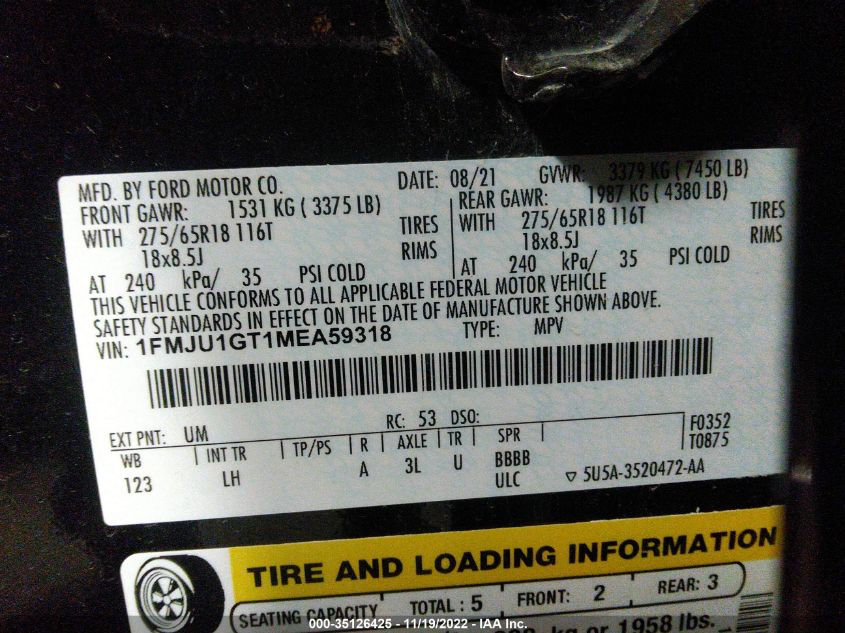 MFD. BY FORD MOTOR CO. DATE: 08/21 GVWR: 3379 KG ( 7450 LB)
FRONT GAWR: 1531 KG ( 3375 LB) REAR GAWR: 1987 KG ( 4380 LB)
WITH 275/65R18 116T TIRES WITH 275/65R18 116T TIRES
18x8.5J RIMS 18x8.5J RIMS
AT 240 kPa/ 35 PSI COLD AT 240 kPa/ 35 PSI COLD
THIS VEHICLE CONFORMS TO ALL APPLICABLE FEDERAL MOTOR VEHICLE
SAFETY STANDARDS IN EFFECT ON THE DATE OF MANUFACTURE SHOWN ABOVE.
VIN: 1FMJU1GT1MEA59318 TYPE: MPV
EXT PNT: UM RC: 53 DSO: F0352
WB INT TR TP/PS R AXLE TR SPR T0875
123 LH A 3L U BBBB
ULC ▽ 5U5A-3520472-AA
TIRE AND LOADING INFORMATION
SEATING CAPACITY TOTAL : 5 FRONT: 2 REAR: 3
kg or 1958 lbs.
000-35126425 - 11/19/2022 - IAA Inc.